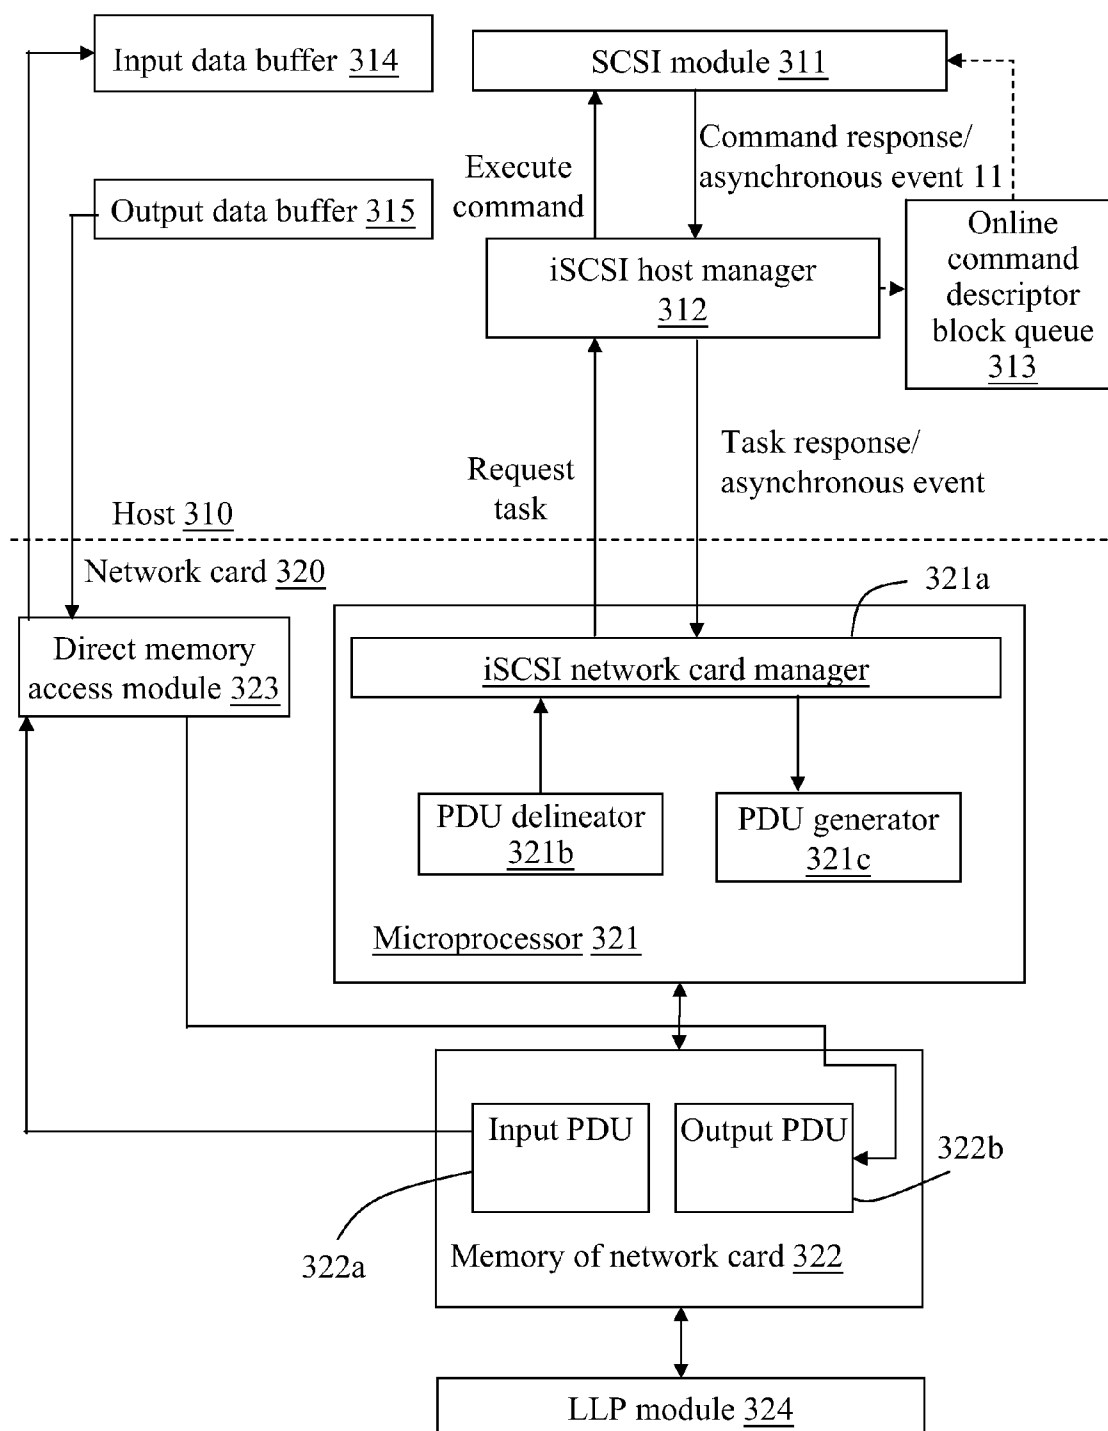 Input data buffer 314
SCSI module 311
Command response/
asynchronous event 11
Execute
command
Output data buffer 315
Online
command
descriptor
block queue
313
iSCSI host manager
312
Task response/
asynchronous event
Request
task
Host 310
Network card 320
321a
Direct memory
access module 323
iSCSI network card manager
PDU delineator
321b
PDU generator
321c
Microprocessor 321
Input PDU
Output PDU
322b
322a
Memory of network card 322
LLP module 324